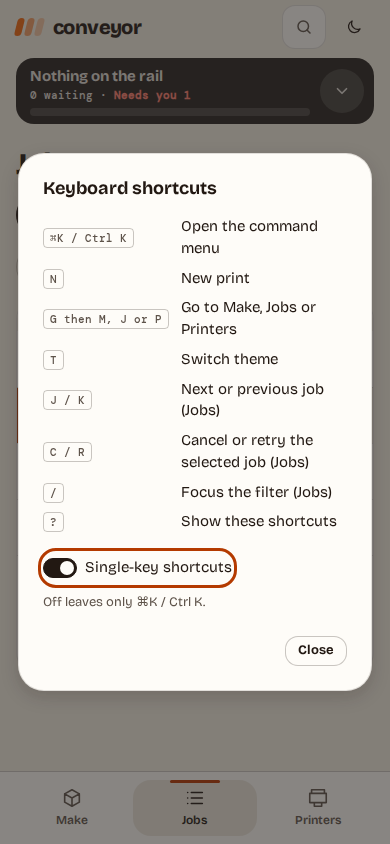 conveyor
Nothing on the rail
0 waiting · Needs you 1
Keyboard shortcuts
⌘K / Ctrl K
Open the command
menu
N
New print
G then M, J or P
Go to Make, Jobs or
Printers
T
Switch theme
J / K
Next or previous job
(Jobs)
C / R
Cancel or retry the
selected job (Jobs)
/
Focus the filter (Jobs)
?
Show these shortcuts
Single-key shortcuts
Off leaves only ⌘K / Ctrl K.
Close
Make
Jobs
Printers